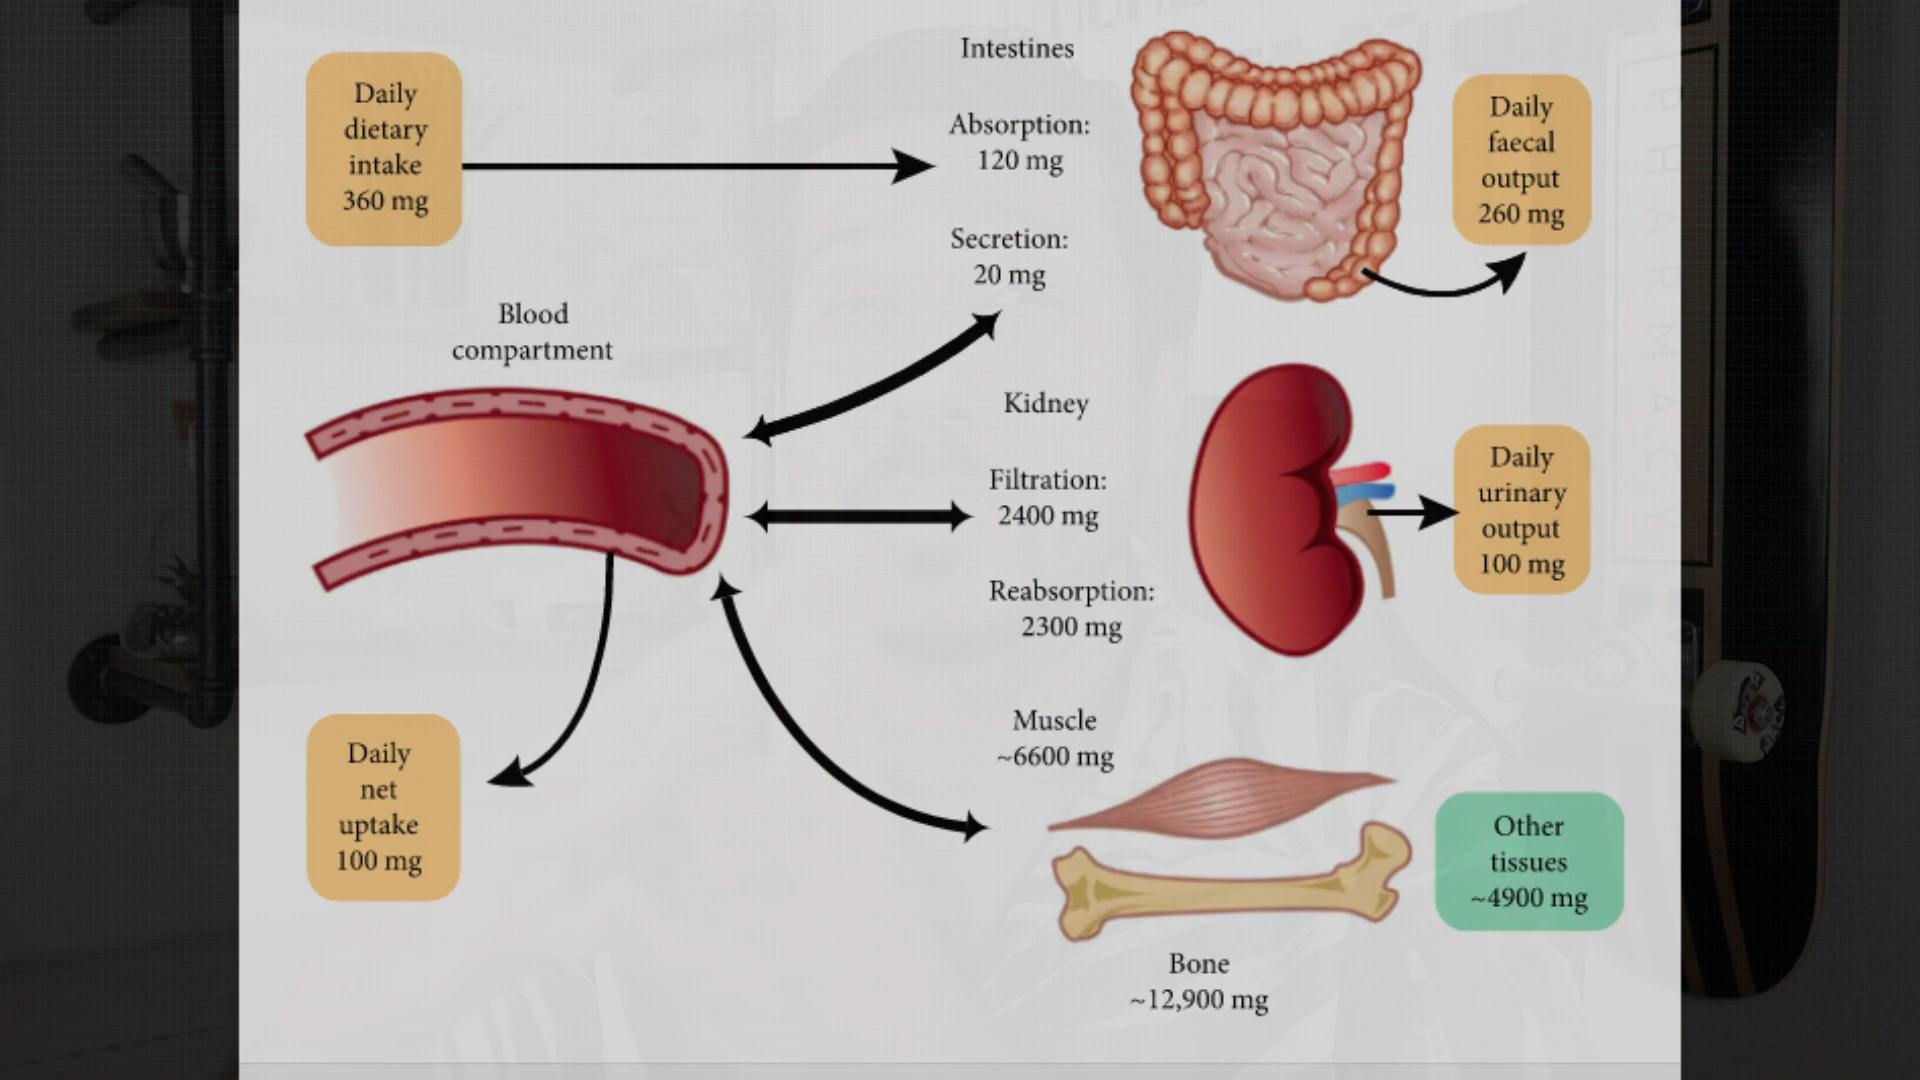 Daily
dietary
intake
360 mg
Intestines
Absorption:
120 mg
Secretion:
20 mg
Daily
faecal
output
260 mg
Blood
compartment
Kidney
Filtration:
2400 mg
Reabsorption:
2300 mg
Daily
urinary
output
100 mg
Daily
net
uptake
100 mg
Muscle
~6600 mg
Other
tissues
~4900 mg
Bone
~12,900 mg
PHARMACY